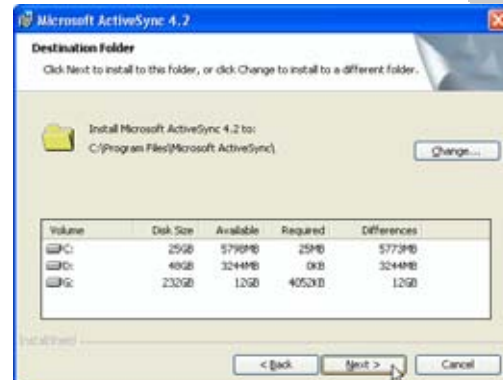 Microsoft ActiveSync 4.2
Destination Folder
Click Next to install to this folder, or click Change to install to a different folder.
Install Microsoft ActiveSync 4.2 to:
C:\Program Files\Microsoft ActiveSync\
Change...
Volume Disk Size Available Required Differences
C: 25GB 5798MB 25MB 5773MB
D: 48GB 3244MB 0KB 3244MB
G: 232GB 12GB 4052KB 12GB
InstallShield
< Back Next > Cancel